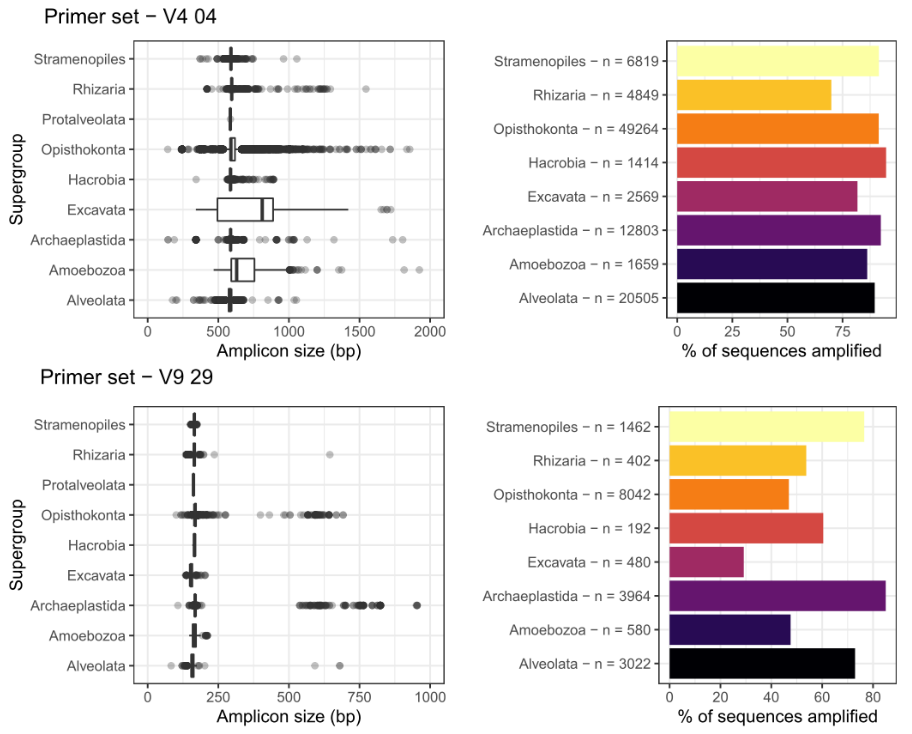 Primer set − V4 04
Supergroup
Stramenopiles
Rhizaria
Protalveolata
Opisthokonta
Hacrobia
Excavata
Archaeplastida
Amoebozoa
Alveolata
0 500 1000 1500 2000
Amplicon size (bp)
Stramenopiles − n = 6819
Rhizaria − n = 4849
Opisthokonta − n = 49264
Hacrobia − n = 1414
Excavata − n = 2569
Archaeplastida − n = 12803
Amoebozoa − n = 1659
Alveolata − n = 20505
0 25 50 75
% of sequences amplified
Primer set − V9 29
Supergroup
Stramenopiles
Rhizaria
Protalveolata
Opisthokonta
Hacrobia
Excavata
Archaeplastida
Amoebozoa
Alveolata
0 250 500 750 1000
Amplicon size (bp)
Stramenopiles − n = 1462
Rhizaria − n = 402
Opisthokonta − n = 8042
Hacrobia − n = 192
Excavata − n = 480
Archaeplastida − n = 3964
Amoebozoa − n = 580
Alveolata − n = 3022
0 20 40 60 80
% of sequences amplified